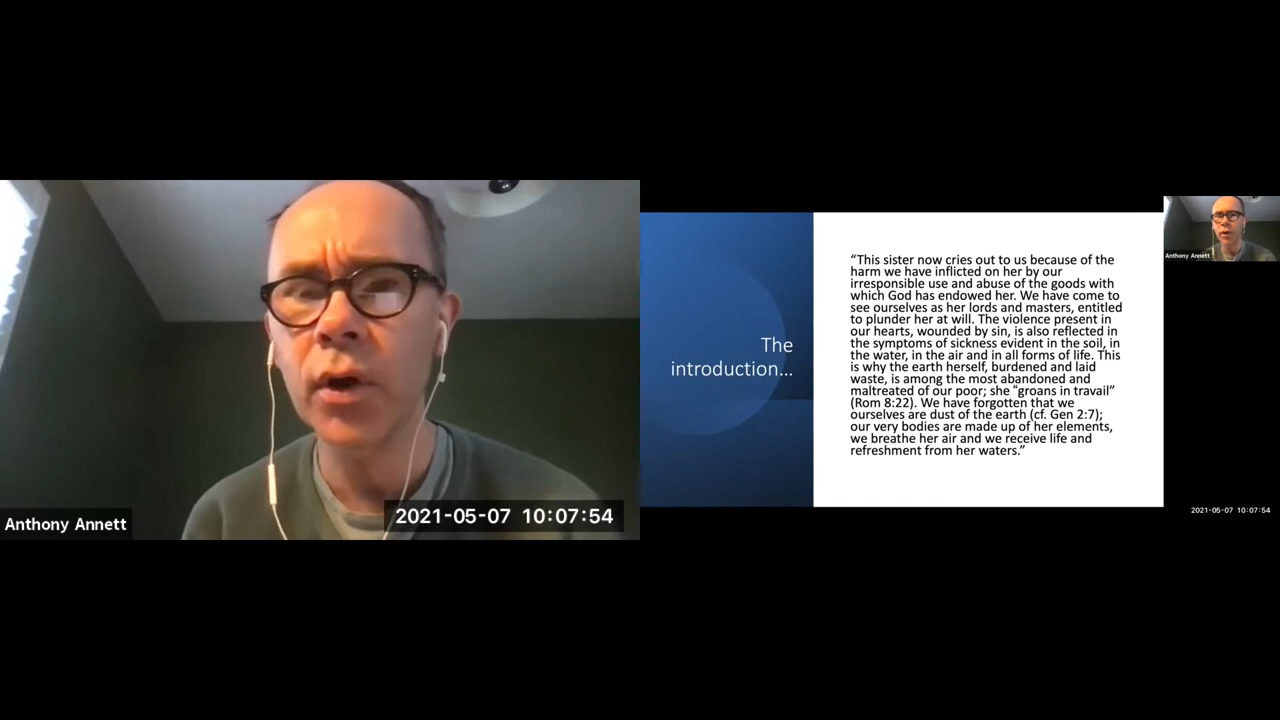 Anthony Annett
2021-05-07 10:07:54
The
introduction...
“This sister now cries out to us because of the
harm we have inflicted on her by our
irresponsible use and abuse of the goods with
which God has endowed her. We have come to
see ourselves as her lords and masters, entitled
to plunder her at will. The violence present in
our hearts, wounded by sin, is also reflected in
the symptoms of sickness evident in the soil, in
the water, in the air and in all forms of life. This
is why the earth herself, burdened and laid
waste, is among the most abandoned and
maltreated of our poor; she “groans in travail”
(Rom 8:22). We have forgotten that we
ourselves are dust of the earth (cf. Gen 2:7);
our very bodies are made up of her elements,
we breathe her air and we receive life and
refreshment from her waters.”
Anthony Annett
2021-05-07 10:07:54